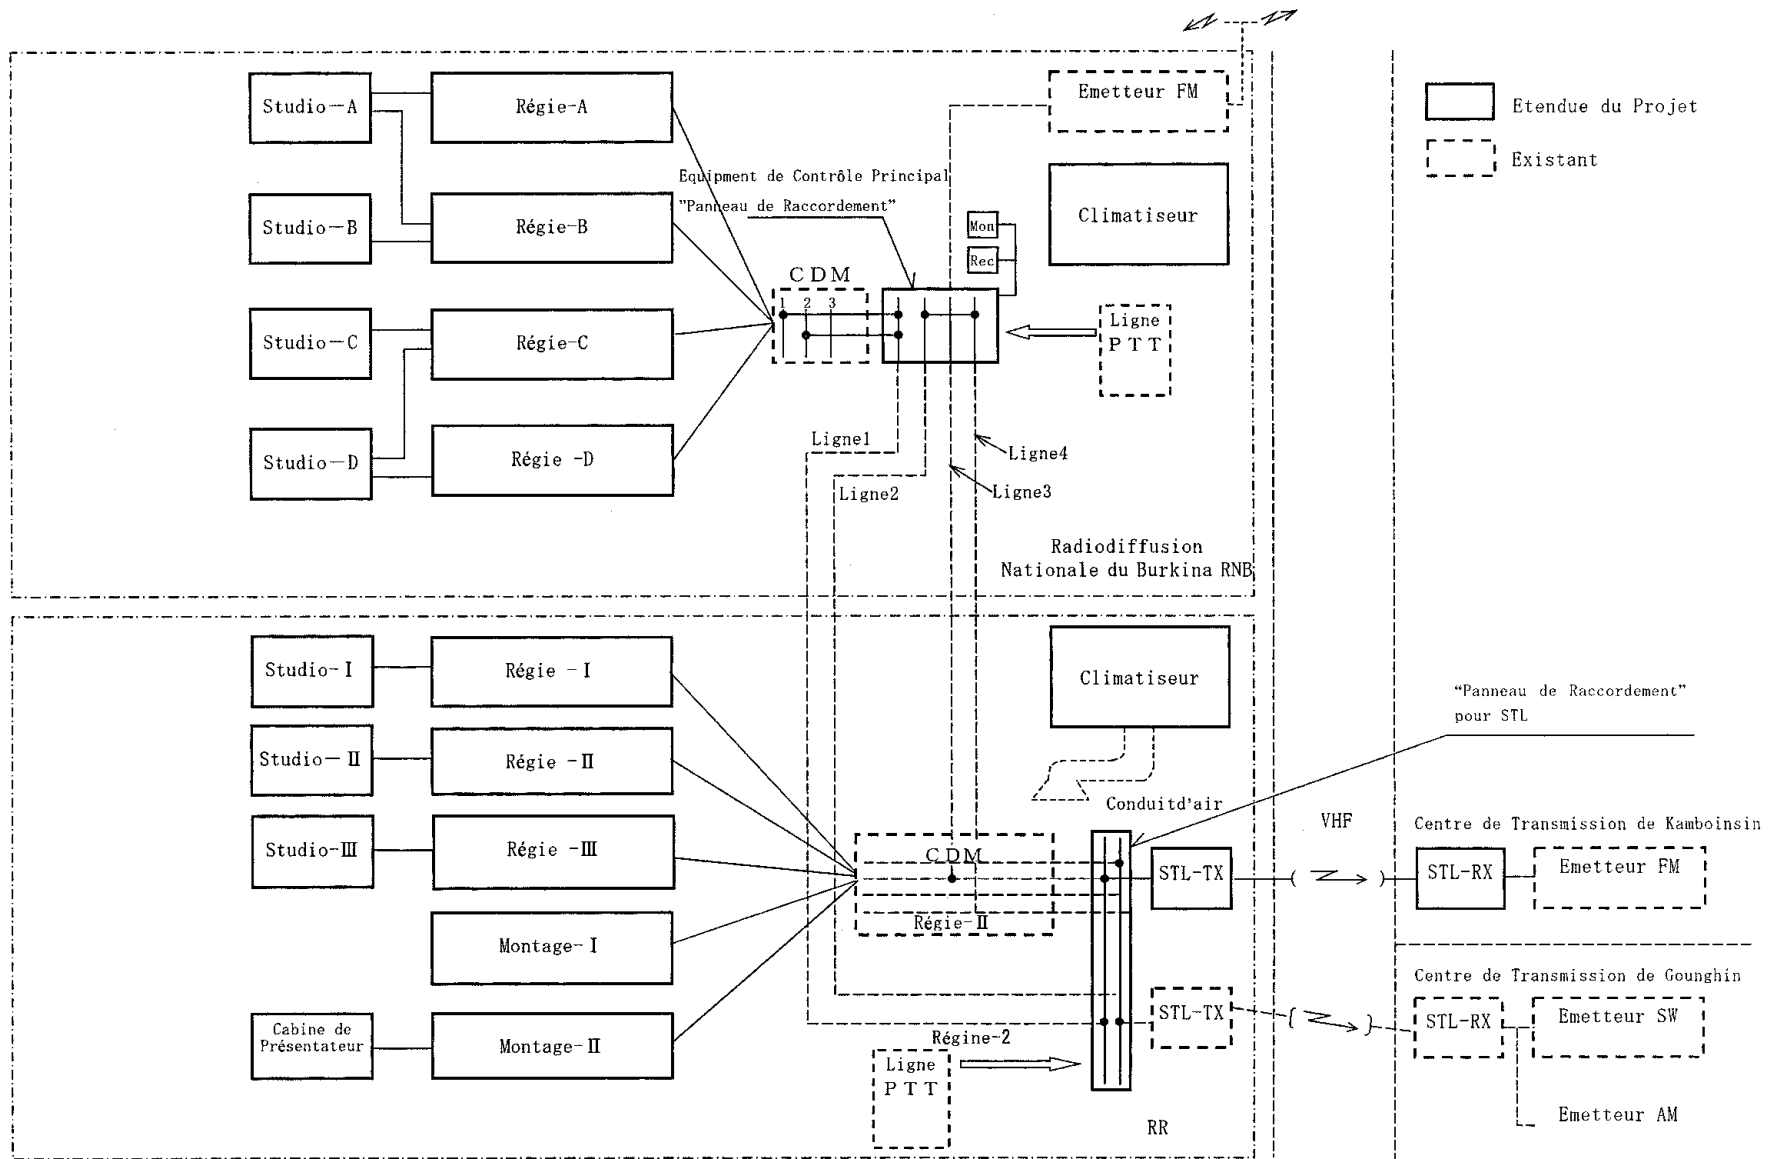 Studio-A
Régie-A
Emetteur FM
Etendue du Projet
Existant
Equipment de Contrôle Principal
"Panneau de Raccordement"
Studio-B
Régie-B
Climatiseur
Mon
Rec
CDM
1 2 3
Studio-C
Régie-C
Ligne
PTT
Studio-D
Régie -D
Ligne1
Ligne2
Ligne4
Ligne3
Radiodiffusion
Nationale du Burkina RNB
Studio-I
Régie -I
Climatiseur
"Panneau de Raccordement"
pour STL
Studio-II
Régie -II
Conduitd'air
VHF
Studio-III
Régie -III
CDM
Régie-II
STL-TX
Centre de Transmission de Kamboinsin
STL-RX
Emetteur FM
Montage-I
Centre de Transmission de Gounghin
STL-TX
STL-RX
Emetteur SW
Cabine de
Présentateur
Montage-II
Régine-2
Ligne
PTT
Emetteur AM
RR